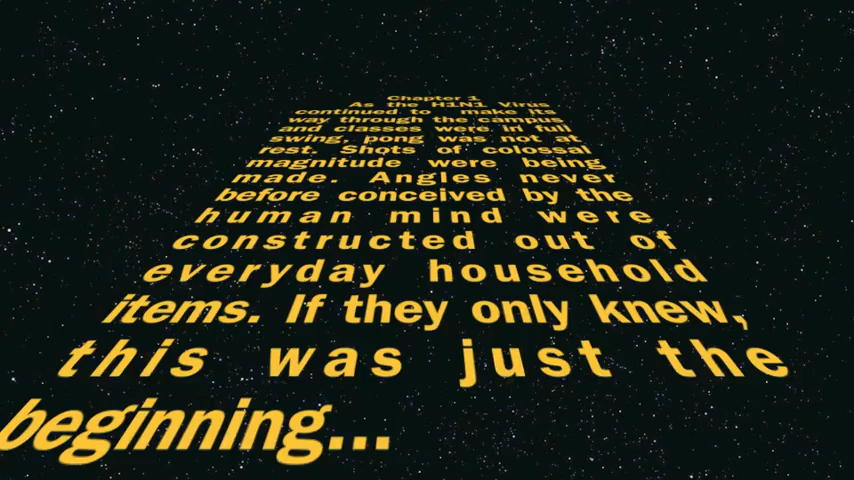 Chapter 1
As the H1N1 Virus
continued to make its
way through the campus
and classes were in full
swing, pong was not at
rest. Shots of colossal
magnitude were being
made. Angles never
before conceived by the
human mind were
constructed out of
everyday household
items. If they only knew,
this was just the
beginning...